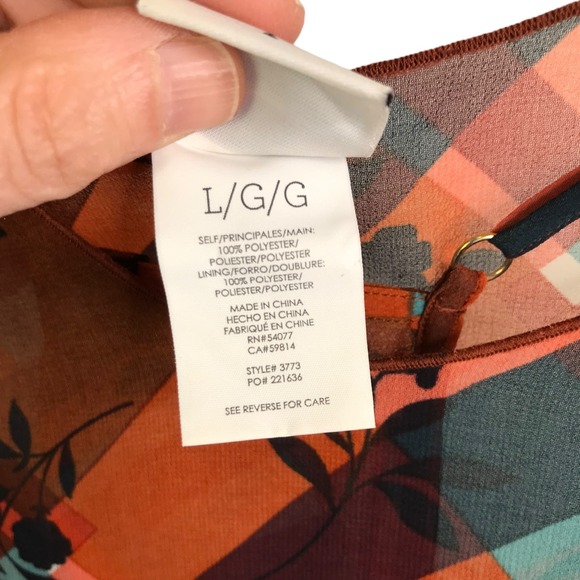 L/G/G
SELF/PRINCIPALES/MAIN:
100% POLYESTER/
POLIESTER/POLYESTER
LINING/FORRO/DOUBLURE:
100% POLYESTER/
POLIESTER/POLYESTER
MADE IN CHINA
HECHO EN CHINA
FABRIQUÉ EN CHINE
RN#54077
CA#59814
STYLE# 3773
PO# 221636
SEE REVERSE FOR CARE